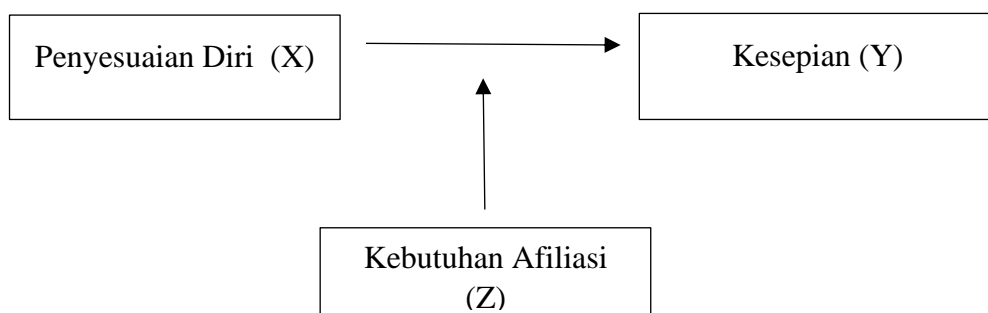 Penyesuaian Diri  (X)
Kesepian (Y)
Kebutuhan Afiliasi
(Z)